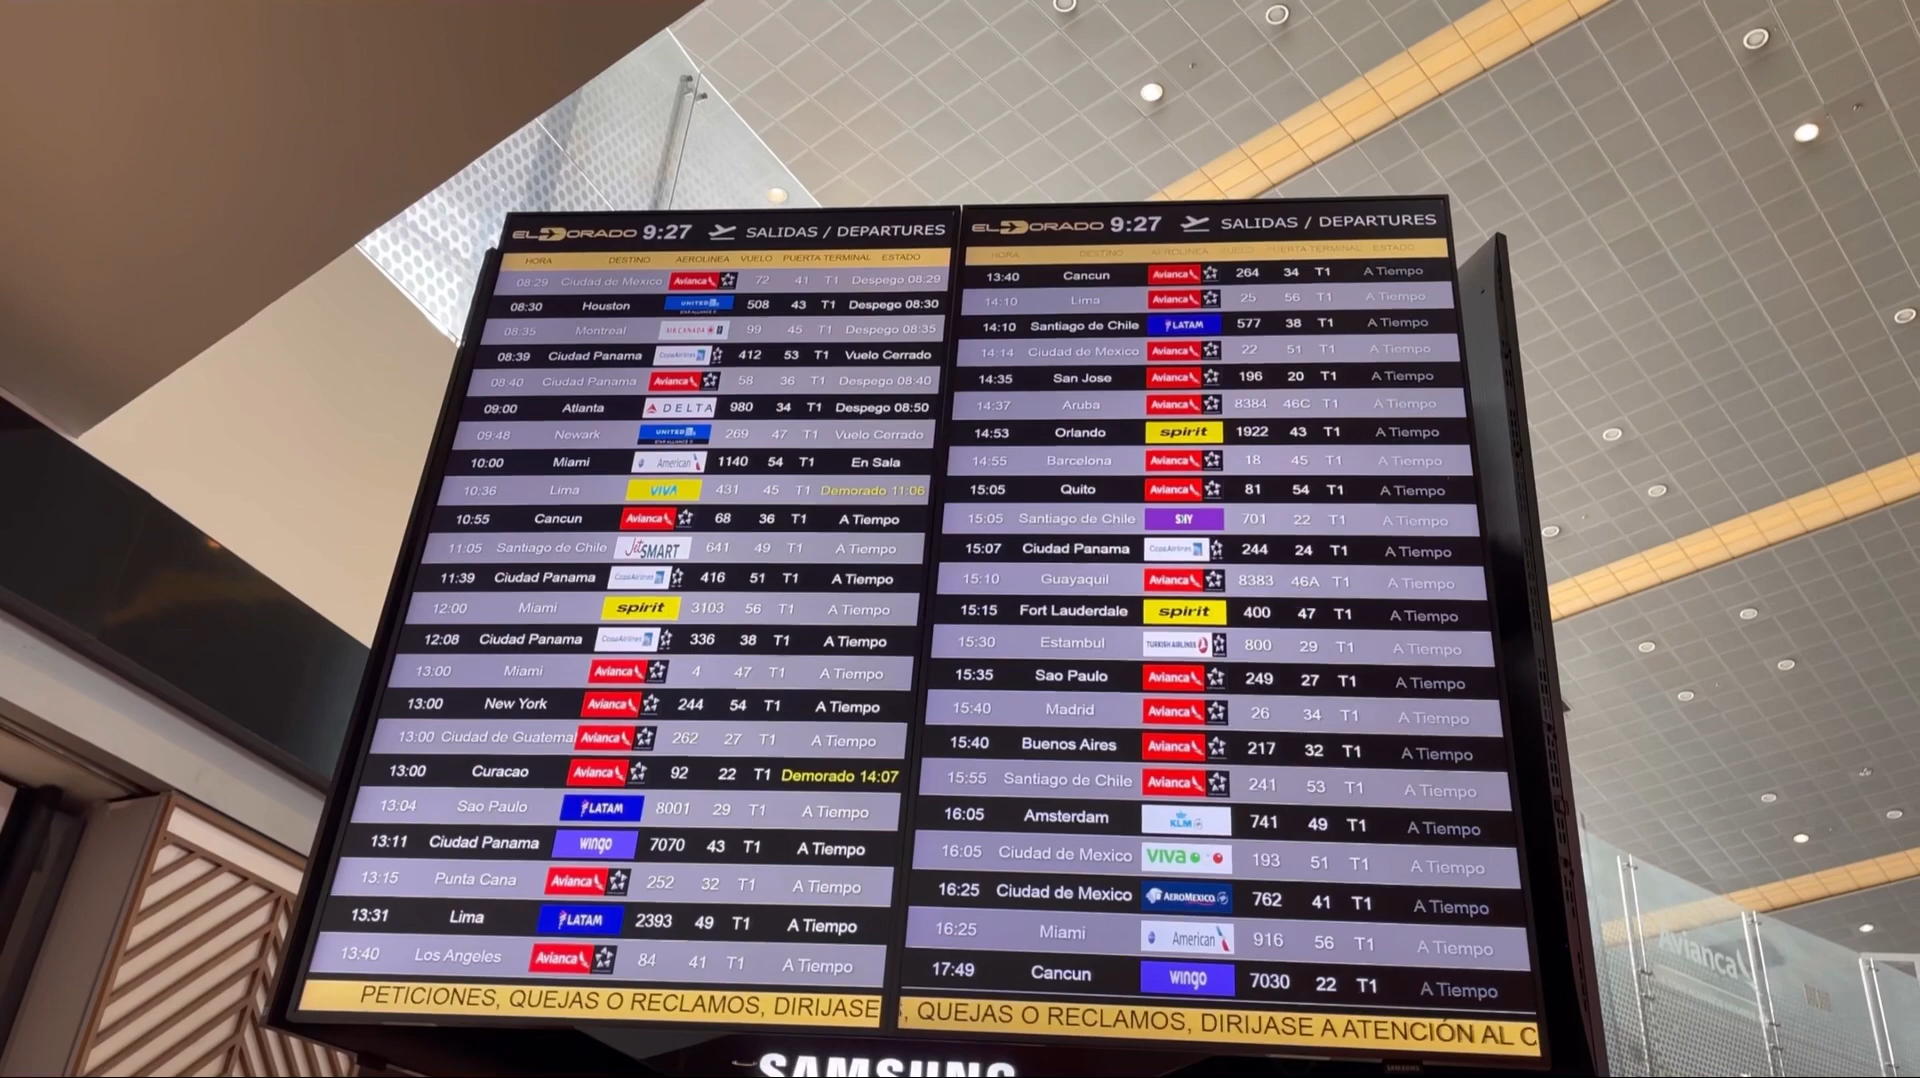 EL DORADO 9:27 SALIDAS / DEPARTURES
HORA DESTINO AEROLINEA VUELO PUERTA TERMINAL ESTADO
08:29 Ciudad de Mexico Avianca 72 41 T1 Despego 08:29
08:30 Houston UNITED 508 43 T1 Despego 08:30
08:35 Montreal AIR CANADA 99 45 T1 Despego 08:35
08:39 Ciudad Panama CopaAirlines 412 53 T1 Vuelo Cerrado
08:40 Ciudad Panama Avianca 58 36 T1 Despego 08:40
09:00 Atlanta DELTA 980 34 T1 Despego 08:50
09:48 Newark UNITED 269 47 T1 Vuelo Cerrado
10:00 Miami American 1140 54 T1 En Sala
10:36 Lima VIVA 431 45 T1 Demorado 11:06
10:55 Cancun Avianca 68 36 T1 A Tiempo
11:05 Santiago de Chile JetSMART 641 49 T1 A Tiempo
11:39 Ciudad Panama CopaAirlines 416 51 T1 A Tiempo
12:00 Miami spirit 3103 56 T1 A Tiempo
12:08 Ciudad Panama CopaAirlines 336 38 T1 A Tiempo
13:00 Miami Avianca 4 47 T1 A Tiempo
13:00 New York Avianca 244 54 T1 A Tiempo
13:00 Ciudad de Guatemal Avianca 262 27 T1 A Tiempo
13:00 Curacao Avianca 92 22 T1 Demorado 14:07
13:04 Sao Paulo LATAM 8001 29 T1 A Tiempo
13:11 Ciudad Panama wingo 7070 43 T1 A Tiempo
13:15 Punta Cana Avianca 252 32 T1 A Tiempo
13:31 Lima LATAM 2393 49 T1 A Tiempo
13:40 Los Angeles Avianca 84 41 T1 A Tiempo
PETICIONES, QUEJAS O RECLAMOS, DIRIJASE
EL DORADO 9:27 SALIDAS / DEPARTURES
HORA DESTINO AEROLINEA VUELO PUERTA TERMINAL ESTADO
13:40 Cancun Avianca 264 34 T1 A Tiempo
14:10 Lima Avianca 25 56 T1 A Tiempo
14:10 Santiago de Chile LATAM 577 38 T1 A Tiempo
14:14 Ciudad de Mexico Avianca 22 51 T1 A Tiempo
14:35 San Jose Avianca 196 20 T1 A Tiempo
14:37 Aruba Avianca 8384 46C T1 A Tiempo
14:53 Orlando spirit 1922 43 T1 A Tiempo
14:55 Barcelona Avianca 18 45 T1 A Tiempo
15:05 Quito Avianca 81 54 T1 A Tiempo
15:05 Santiago de Chile SKY 701 22 T1 A Tiempo
15:07 Ciudad Panama CopaAirlines 244 24 T1 A Tiempo
15:10 Guayaquil Avianca 8383 46A T1 A Tiempo
15:15 Fort Lauderdale spirit 400 47 T1 A Tiempo
15:30 Estambul TURKISH AIRLINES 800 29 T1 A Tiempo
15:35 Sao Paulo Avianca 249 27 T1 A Tiempo
15:40 Madrid Avianca 26 34 T1 A Tiempo
15:40 Buenos Aires Avianca 217 32 T1 A Tiempo
15:55 Santiago de Chile Avianca 241 53 T1 A Tiempo
16:05 Amsterdam KLM 741 49 T1 A Tiempo
16:05 Ciudad de Mexico viva 193 51 T1 A Tiempo
16:25 Ciudad de Mexico AEROMEXICO 762 41 T1 A Tiempo
16:25 Miami American 916 56 T1 A Tiempo
17:49 Cancun wingo 7030 22 T1 A Tiempo
, QUEJAS O RECLAMOS, DIRIJASE A ATENCIÓN AL C
SAMSUNG
SAMSUNG
Avianca